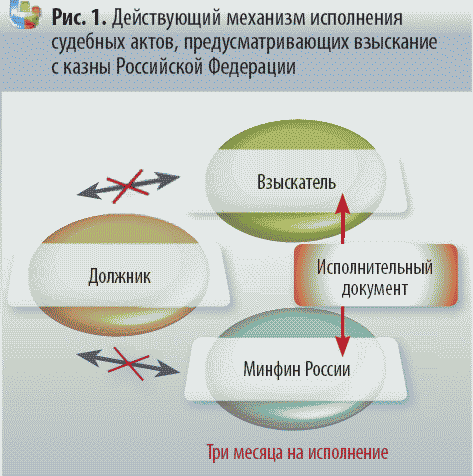 Рис. 1. Действующий механизм исполнения
судебных актов, предусматривающих взыскание
с казны Российской Федерации
Взыскатель
Должник
Исполнительный
документ
Минфин России
Три месяца на исполнение